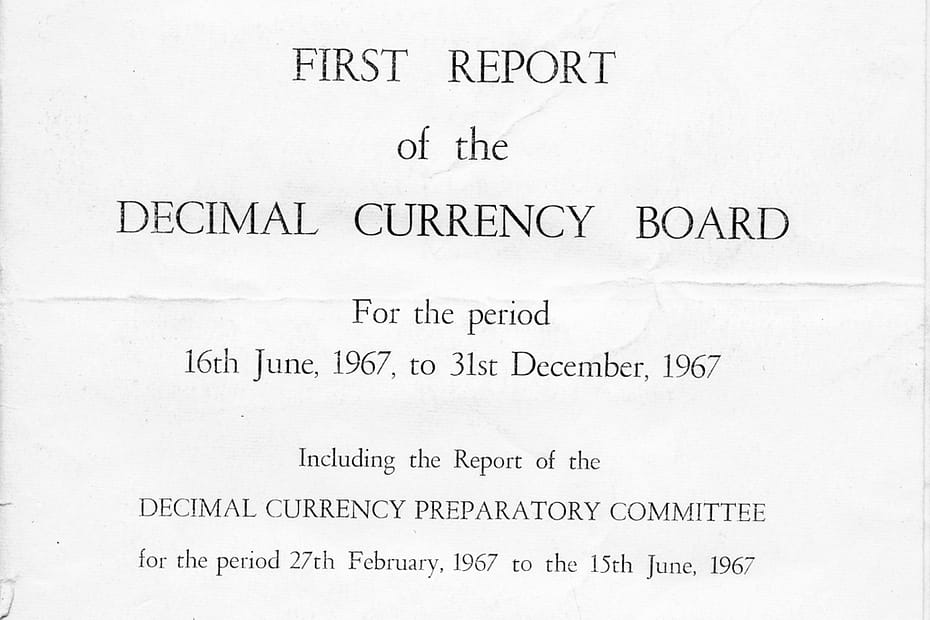 FIRST REPORT
of the
DECIMAL CURRENCY BOARD
For the period
16th June, 1967, to 31st December, 1967
Including the Report of the
DECIMAL CURRENCY PREPARATORY COMMITTEE
for the period 27th February, 1967 to the 15th June, 1967